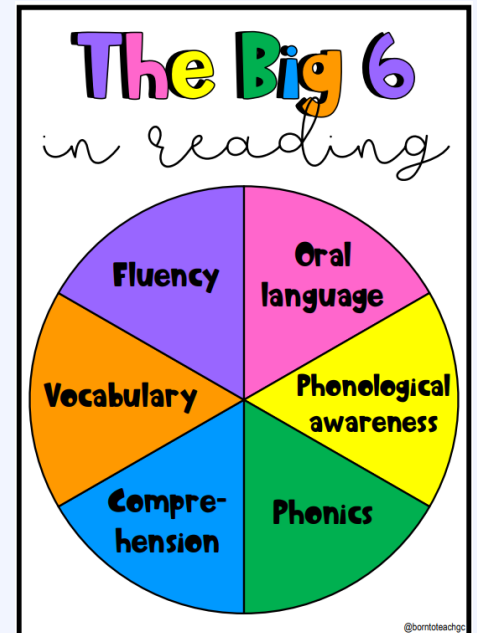 The Big 6
in reading
Fluency
Oral
language
Vocabulary
Phonological
awareness
Compre-
hension
Phonics
@borntoteachgc